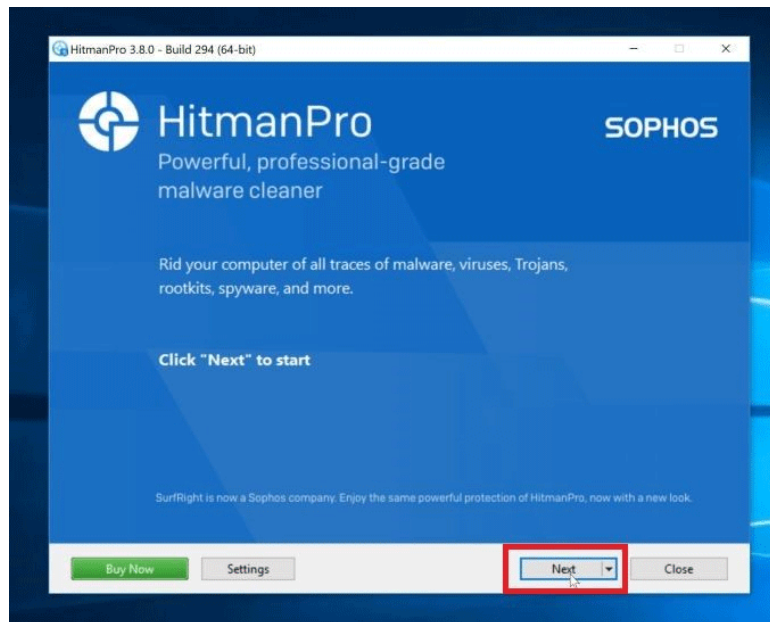 HitmanPro 3.8.0 - Build 294 (64-bit)
HitmanPro
SOPHOS
Powerful, professional-grade
malware cleaner
Rid your computer of all traces of malware, viruses, Trojans,
rootkits, spyware, and more.
Click "Next" to start
SurfRight is now a Sophos company. Enjoy the same powerful protection of HitmanPro, now with a new look.
Buy Now
Settings
Next
Close